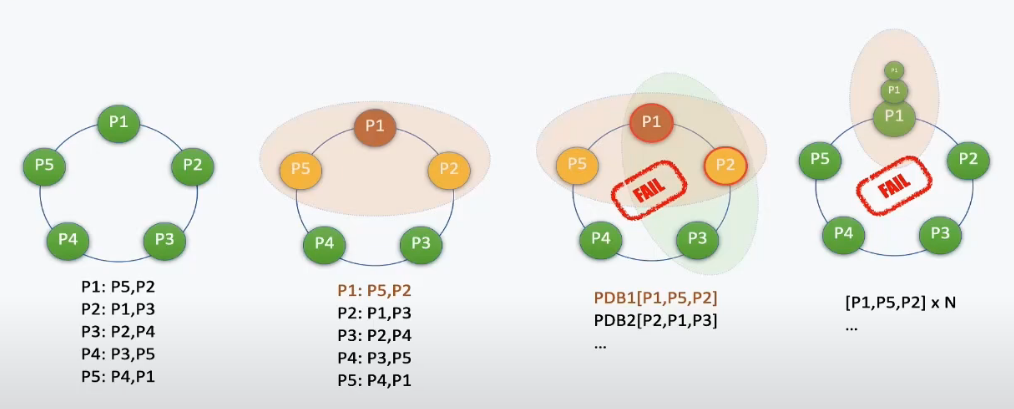 P1
P5
P2
P4
P3
P1: P5,P2
P2: P1,P3
P3: P2,P4
P4: P3,P5
P5: P4,P1
P1
P5
P2
P4
P3
P1: P5,P2
P2: P1,P3
P3: P2,P4
P4: P3,P5
P5: P4,P1
P1
P5
P2
FAIL
P4
P3
PDB1[P1,P5,P2]
PDB2[P2,P1,P3]
...
P1
P1
P1
P5
P2
FAIL
P4
P3
[P1,P5,P2] x N
...